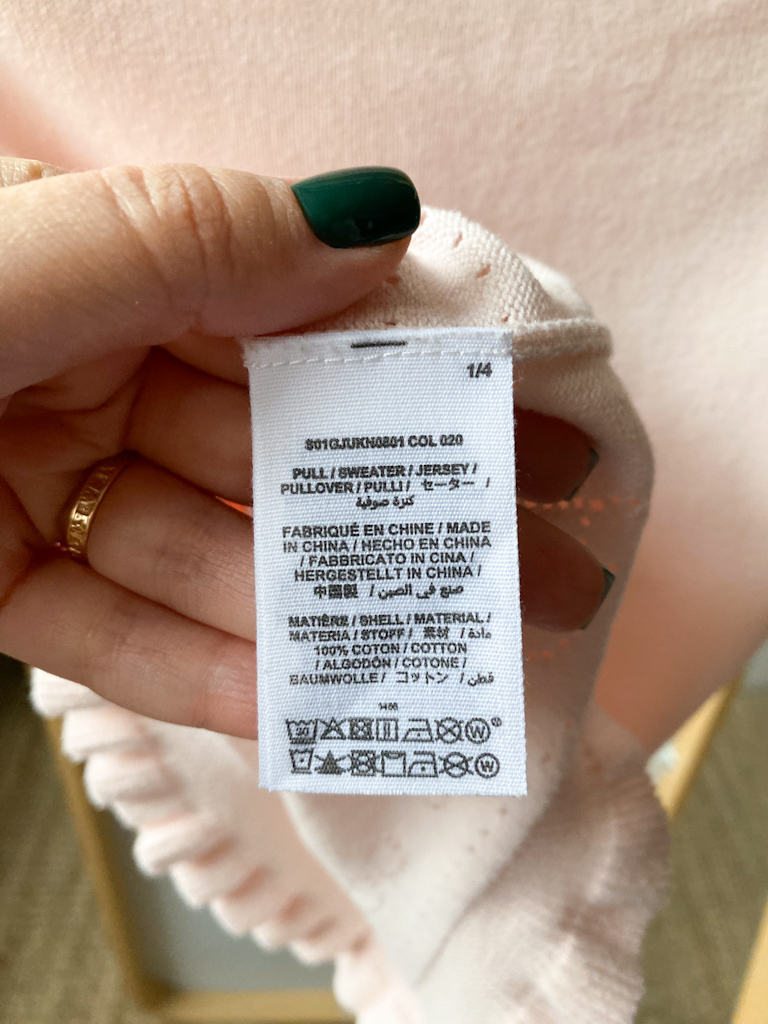 1/4
S01GJUKN0801 COL 020
PULL / SWEATER / JERSEY /
PULLOVER / PULLI / セーター /
كنزة صوفية
FABRIQUÉ EN CHINE / MADE
IN CHINA / HECHO EN CHINA
/ FABBRICATO IN CINA /
HERGESTELLT IN CHINA /
中国製 / صنع في الصين
MATIÈRE / SHELL / MATERIAL /
MATERIA / STOFF / 素材 / مادة /
100% COTON / COTTON
/ ALGODÓN / COTONE /
BAUMWOLLE / コットン / قطن
1466